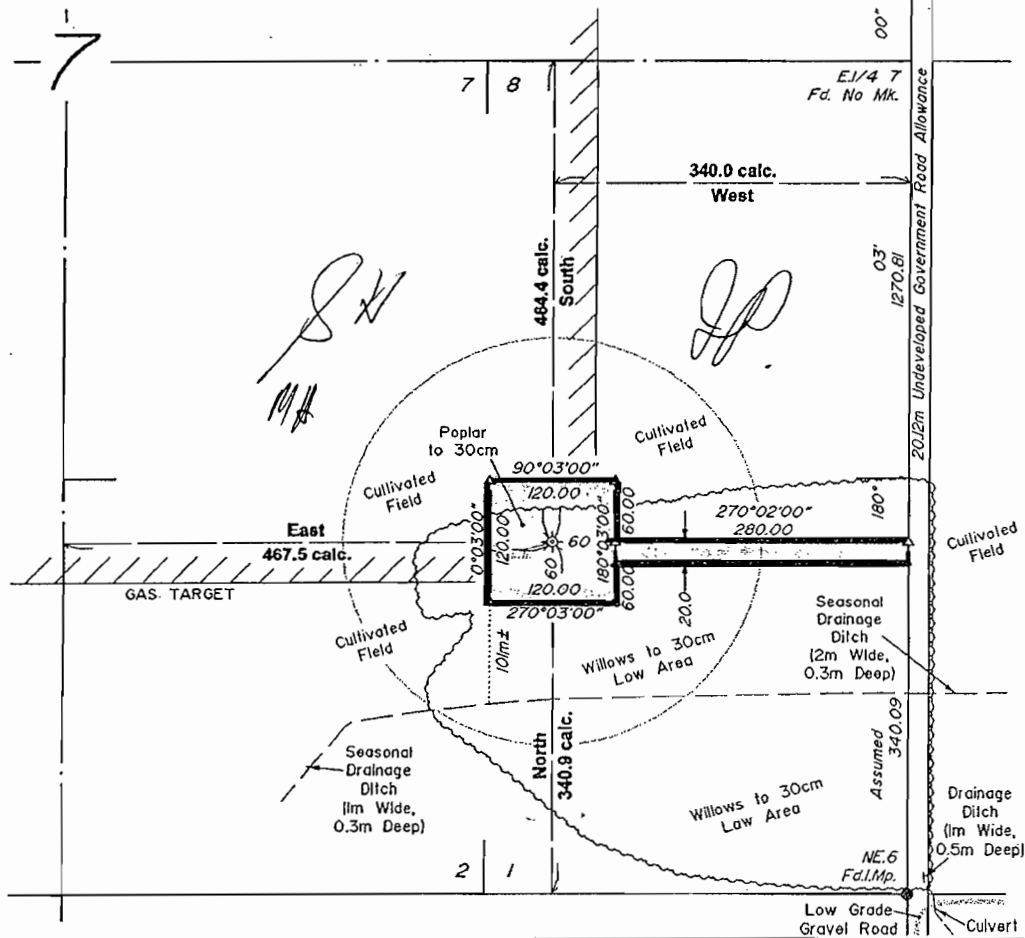 7
00"
E.1/4 7
Fd. No Mk.
7 8
20.12m Undeveloped Government Road Allowance
340.0 calc.
West
464.4 calc.
South
03'
1270.81
Poplar
to 30cm
Cultivated
Field
Cultivated
Field
90°03'00"
120.00
60.00
270°02'00"
280.00
180°
Cultivated
Field
East
467.5 calc.
0°03'00"
120.00
60
60
180°03'00"
60.00
120.00
270°03'00"
20.0
GAS TARGET
Cultivated
Field
101m±
Willows to 30cm
Low Area
Seasonal
Drainage
Ditch
(2m Wide,
0.3m Deep)
North
340.9 calc.
Assumed
340.09
Seasonal
Drainage
Ditch
(1m Wide,
0.3m Deep)
Willows to 30cm
Law Area
Drainage
Ditch
(1m Wide,
0.5m Deep)
2 1
NE.6
Fd.I.Mp.
Low Grade
Gravel Road
Culvert